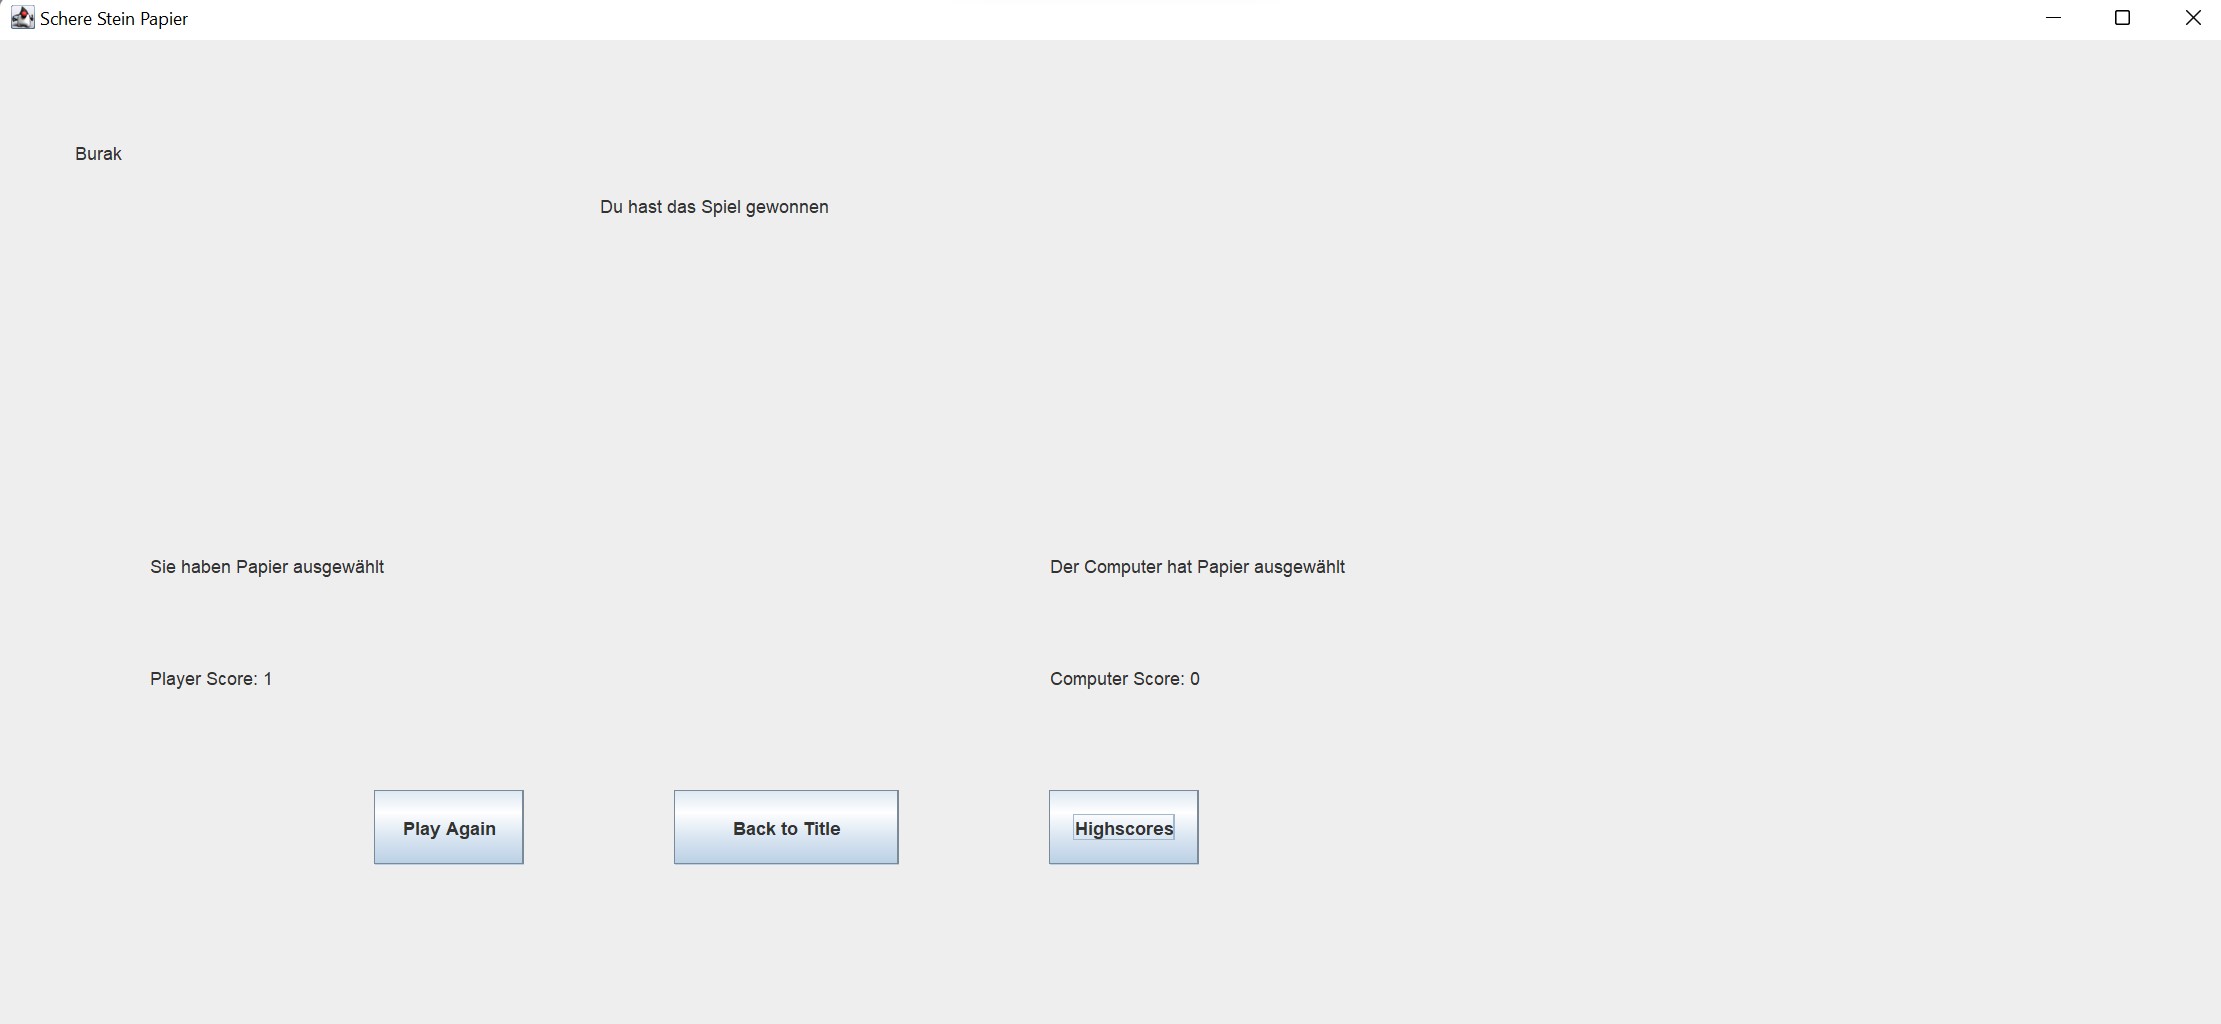 Schere Stein Papier
Burak
Du hast das Spiel gewonnen
Sie haben Papier ausgewählt
Der Computer hat Papier ausgewählt
Player Score: 1
Computer Score: 0
Play Again
Back to Title
Highscores